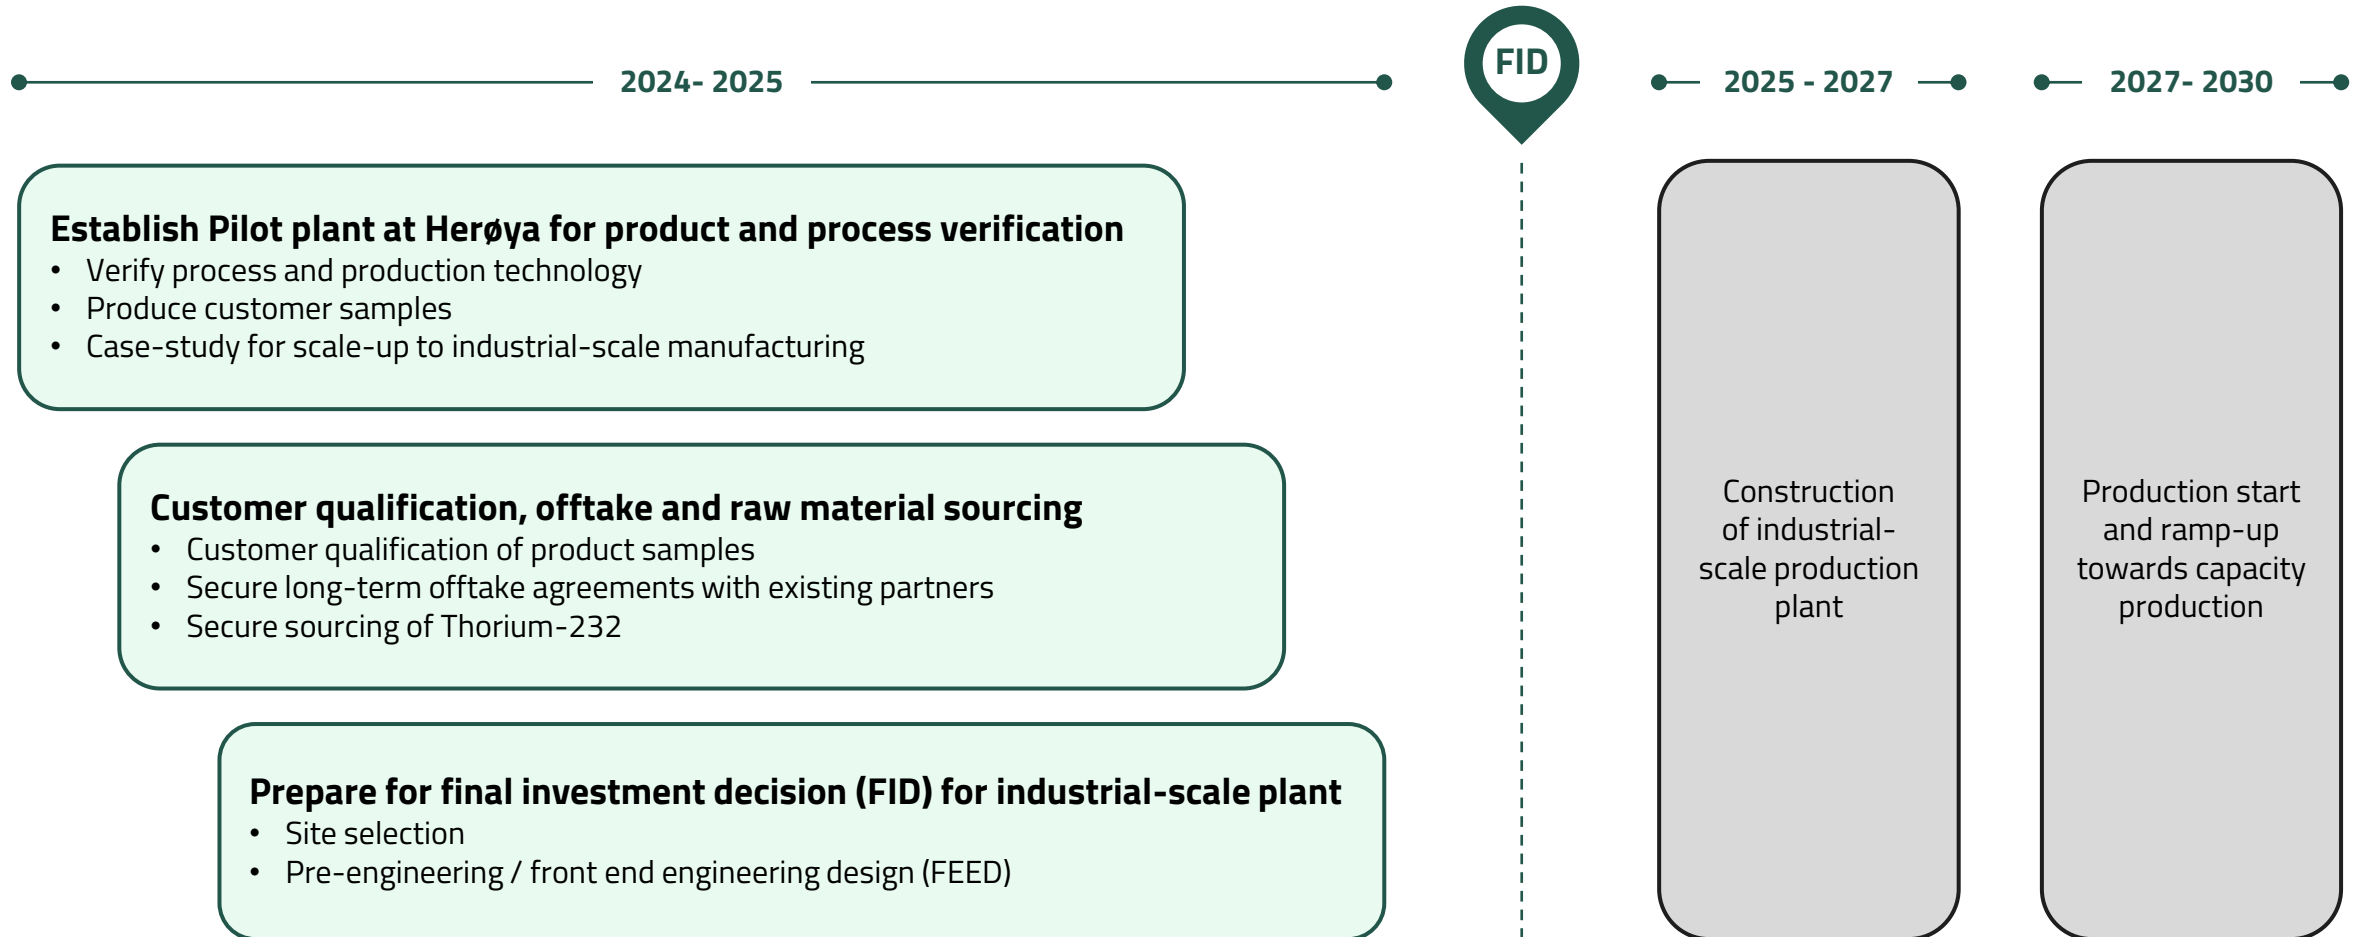 2024- 2025
FID
2025 - 2027
2027- 2030
Establish Pilot plant at Herøya for product and process verification
• Verify process and production technology
• Produce customer samples
• Case-study for scale-up to industrial-scale manufacturing
Customer qualification, offtake and raw material sourcing
• Customer qualification of product samples
• Secure long-term offtake agreements with existing partners
• Secure sourcing of Thorium-232
Prepare for final investment decision (FID) for industrial-scale plant
• Site selection
• Pre-engineering / front end engineering design (FEED)
Construction
of industrial-
scale production
plant
Production start
and ramp-up
towards capacity
production